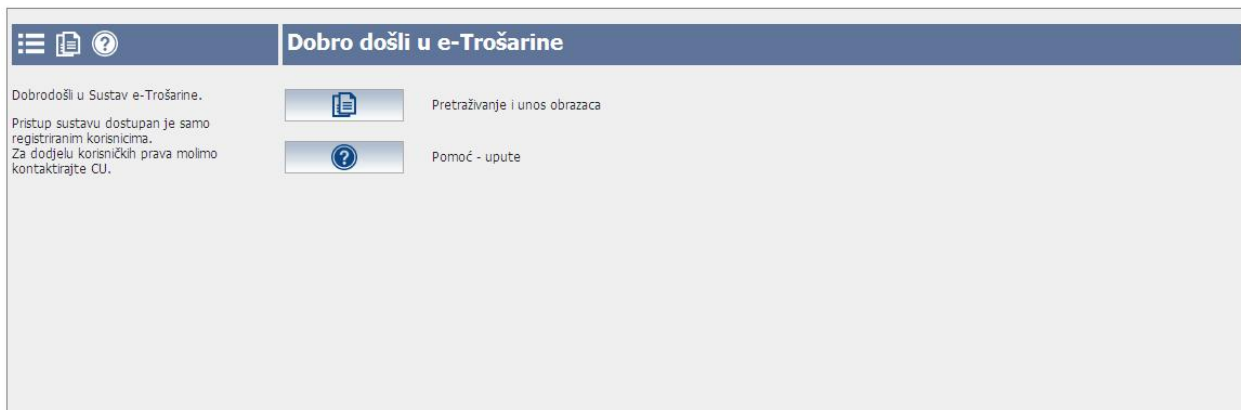 Dobro došli u e-Trošarine
Dobrodošli u Sustav e-Trošarine.
Pristup sustavu dostupan je samo
registriranim korisnicima.
Za dodjelu korisničkih prava molimo
kontaktirajte CU.
Pretraživanje i unos obrazaca
Pomoć - upute